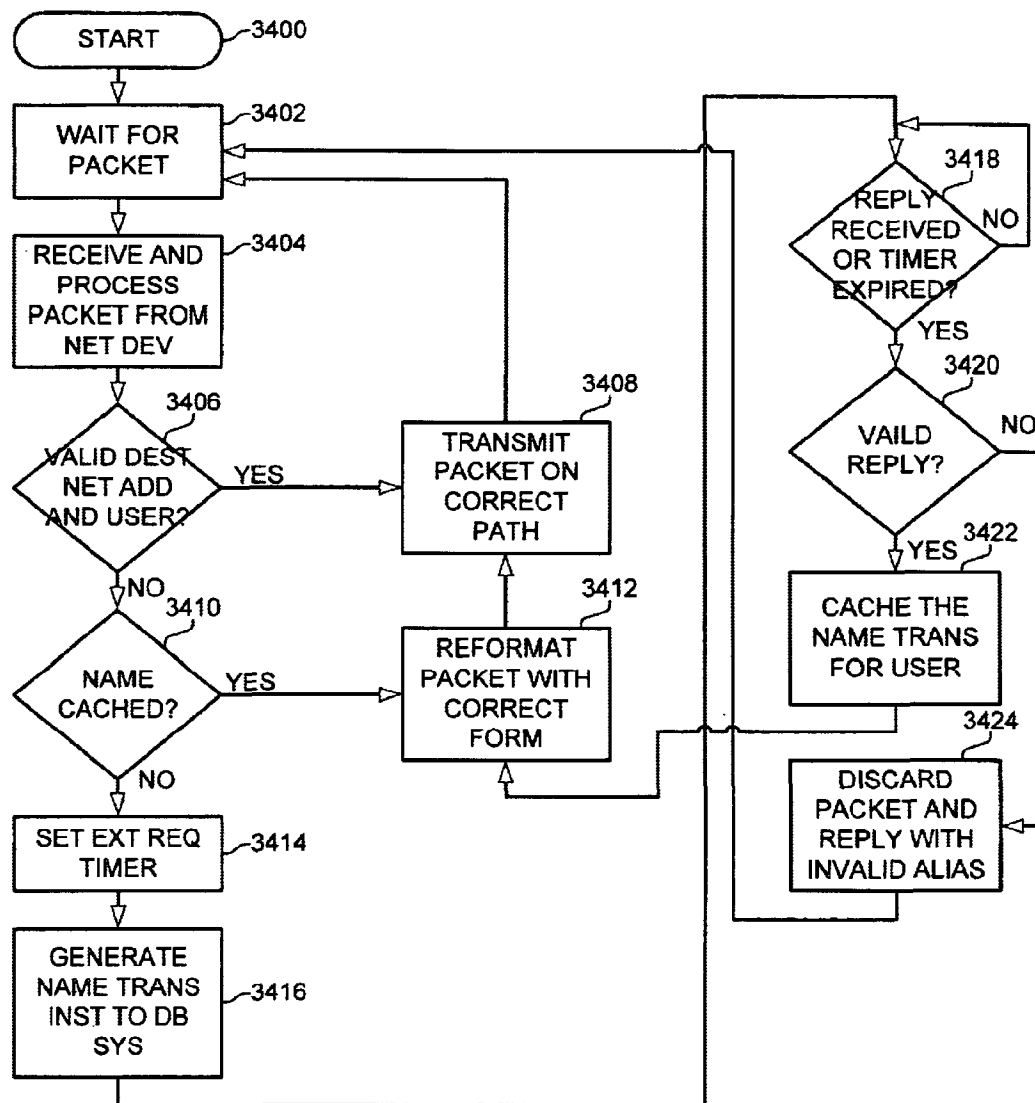 START
3400
WAIT FOR
PACKET
3402
RECEIVE AND
PROCESS
PACKET FROM
NET DEV
3404
VALID DEST
NET ADD
AND USER?
3406
YES
NO
TRANSMIT
PACKET ON
CORRECT
PATH
3408
NAME
CACHED?
3410
YES
NO
REFORMAT
PACKET WITH
CORRECT
FORM
3412
SET EXT REQ
TIMER
3414
GENERATE
NAME TRANS
INST TO DB
SYS
3416
REPLY
RECEIVED
OR TIMER
EXPIRED?
3418
NO
YES
VAILD
REPLY?
3420
NO
YES
CACHE THE
NAME TRANS
FOR USER
3422
DISCARD
PACKET AND
REPLY WITH
INVALID ALIAS
3424